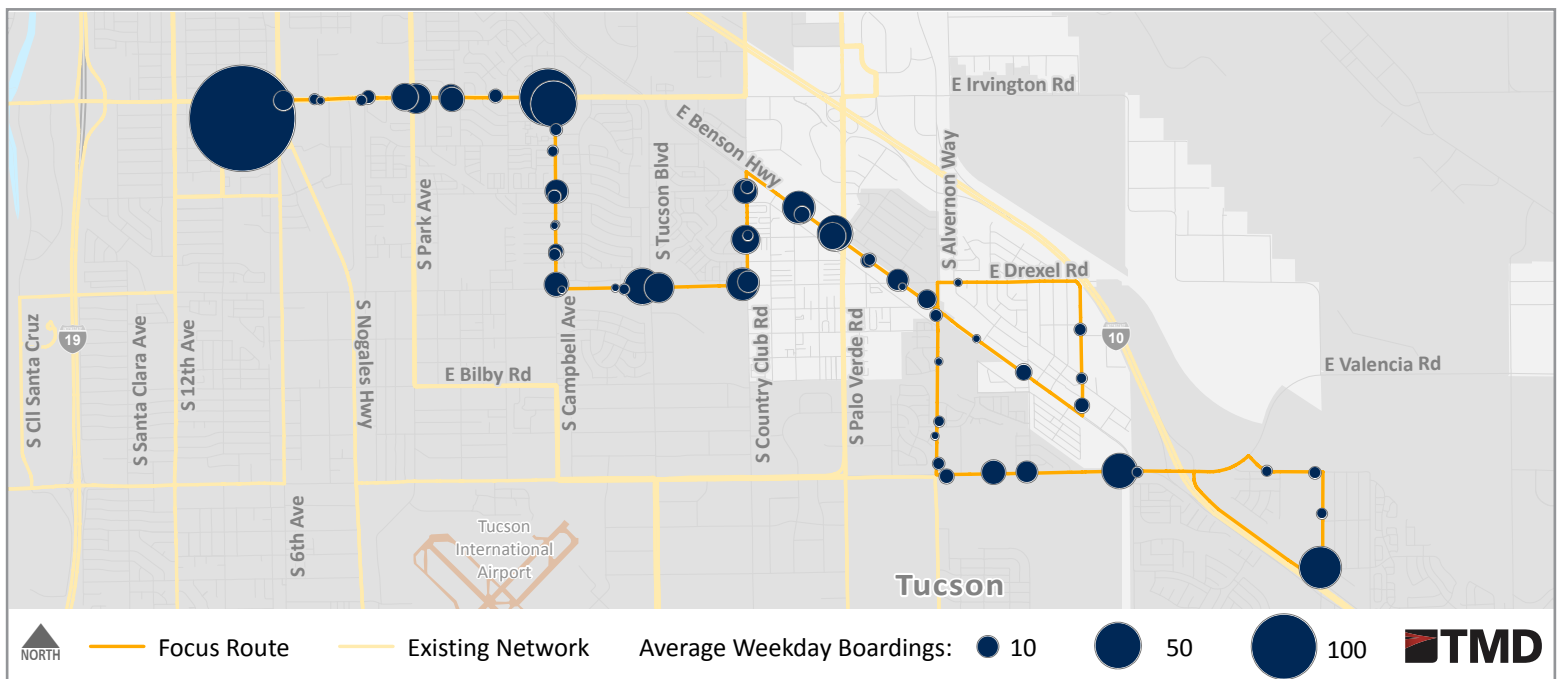 E Irvington Rd
E Benson Hwy
S Tucson Blvd
S Alvernon Way
S Park Ave
E Drexel Rd
S Cll Santa Cruz
19
S Santa Clara Ave
S 12th Ave
S Nogales Hwy
E Bilby Rd
S Campbell Ave
S Country Club Rd
S Palo Verde Rd
10
E Valencia Rd
S 6th Ave
Tucson
International
Airport
Tucson
NORTH
Focus Route
Existing Network
Average Weekday Boardings:
10
50
100
TMD